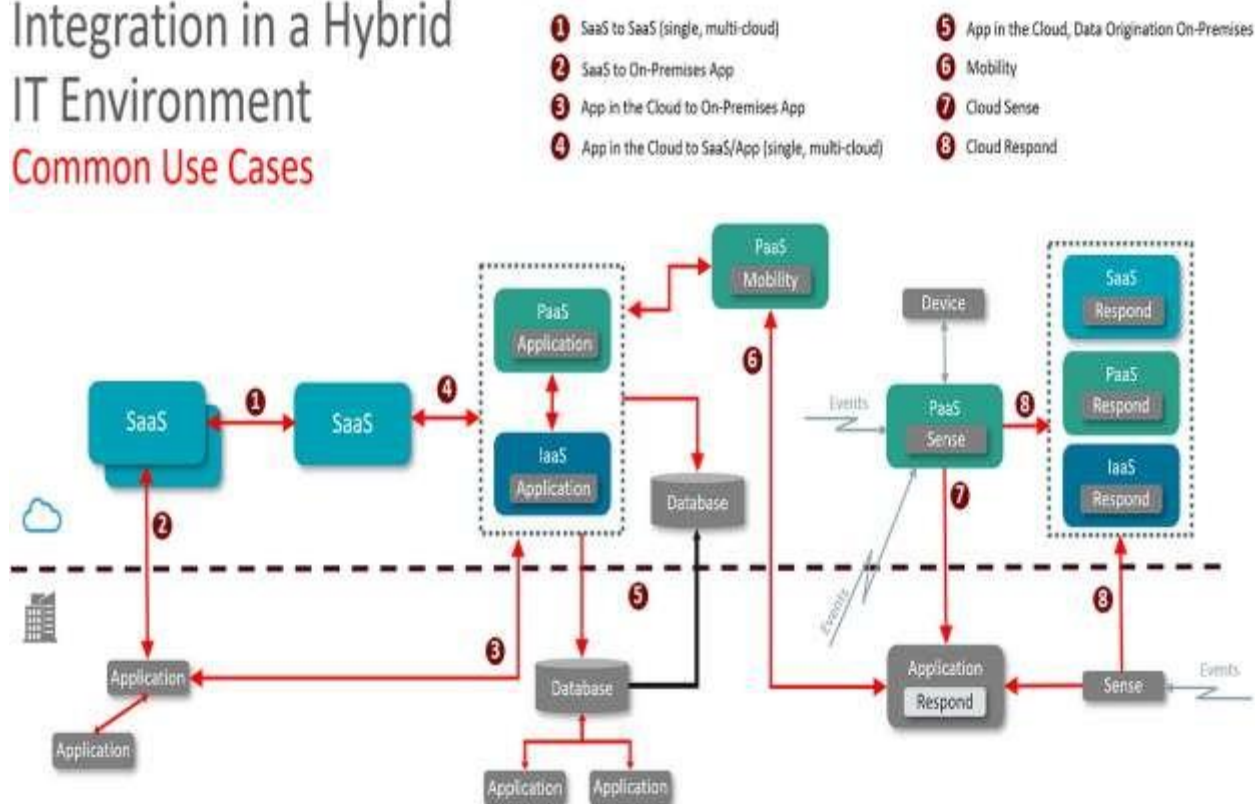 Integration in a Hybrid
IT Environment
Common Use Cases
1 SaaS to SaaS (single, multi-cloud)
2 SaaS to On-Premises App
3 App in the Cloud to On-Premises App
4 App in the Cloud to SaaS/App (single, multi-cloud)
5 App in the Cloud, Data Origination On-Premises
6 Mobility
7 Cloud Sense
8 Cloud Respond
SaaS
1
SaaS
4
PaaS
Application
IaaS
Application
PaaS
Mobility
Database
6
Device
Events
PaaS
Sense
8
SaaS
Respond
PaaS
Respond
IaaS
Respond
2
7
Events
5
8
3
Application
Application
Database
Application
Application
Application
Respond
Sense
Events